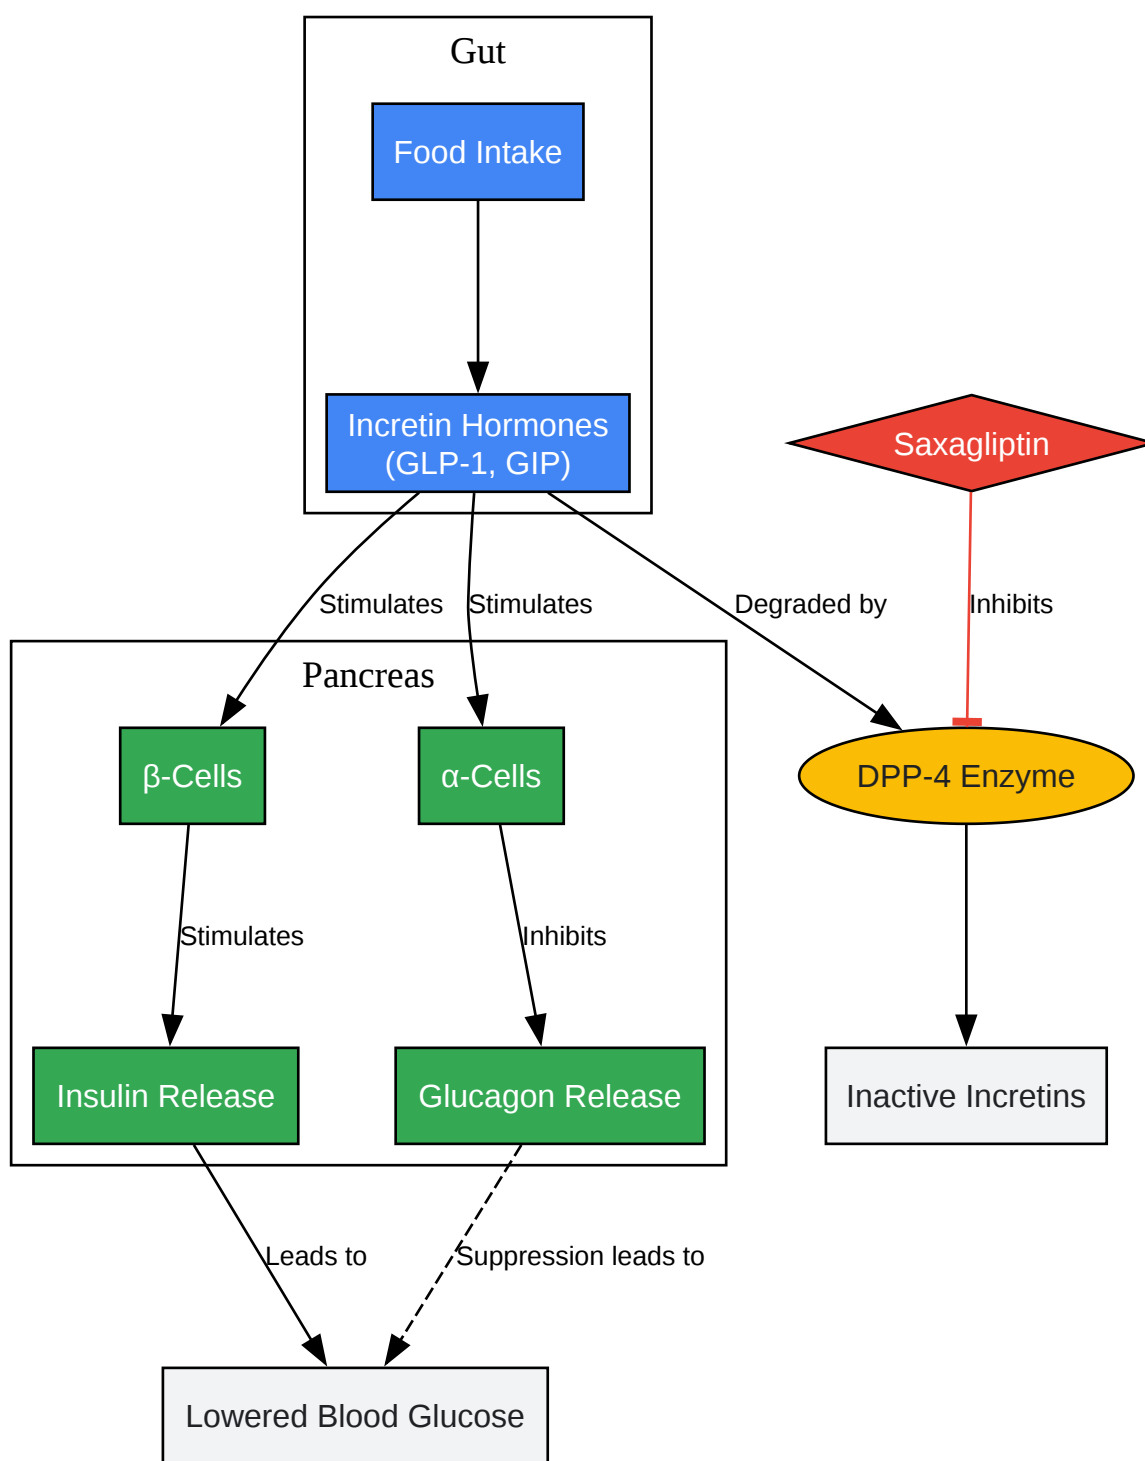 Gut
Food Intake
Incretin Hormones
(GLP-1, GIP)
Saxagliptin
Stimulates
Stimulates
Degraded by
Inhibits
Pancreas
β-Cells
α-Cells
DPP-4 Enzyme
Stimulates
Inhibits
Insulin Release
Glucagon Release
Inactive Incretins
Leads to
Suppression leads to
Lowered Blood Glucose